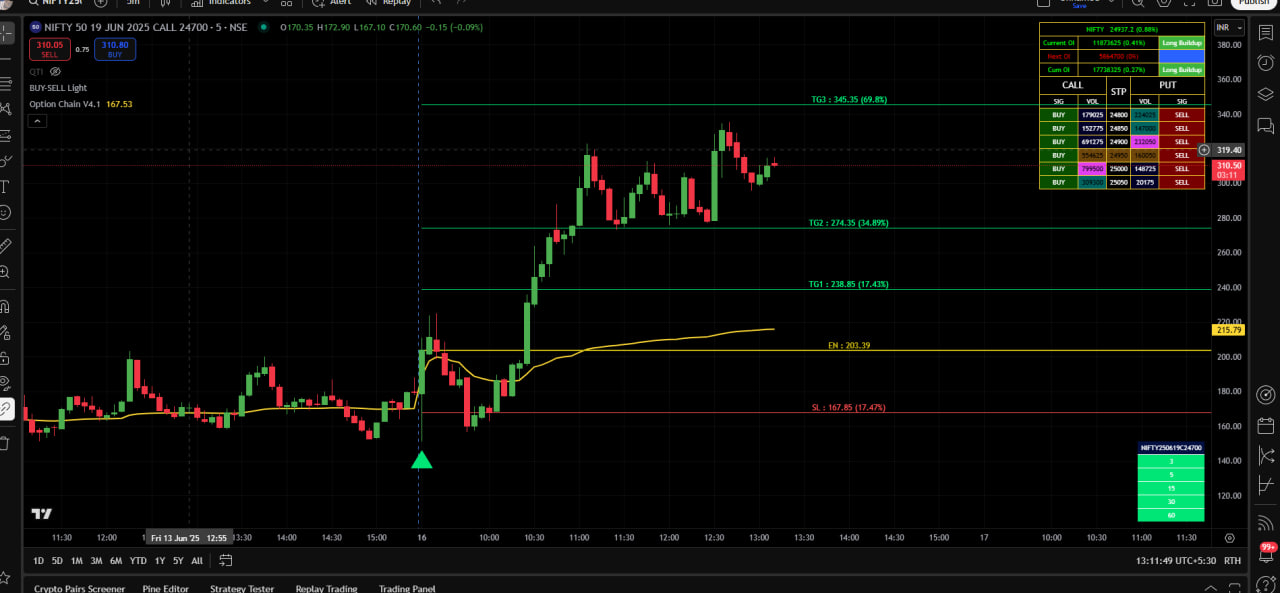 NIFTY25(
5m
Indicators
Alert
Replay
Save
Publish
NIFTY 50 19 JUN 2025 CALL 24700 · 5 · NSE
O170.35 H172.90 L167.10 C170.60 -0.15 (-0.09%)
310.05
SELL
0.75
310.80
BUY
QTI
BUY-SELL Light
Option Chain V4.1 167.53
INR
NIFTY 24937.2 (0.88%)
Current OI 11873625 (0.41%) Long Buildup
Next OI
Cum OI 17738325 (0.27%) Long Buildup
CALL STP PUT
SIG VOL VOL SIG
BUY 179025 24800 224025 SELL
BUY 152775 24850 147000 SELL
BUY 691275 24900 232050 SELL
BUY 554625 24950 160050 SELL
BUY 799500 25000 148725 SELL
BUY 309300 25050 20175 SELL
TG3 : 345.35 (69.8%)
TG2 : 274.35 (34.89%)
TG1 : 238.85 (17.43%)
EN : 203.39
SL : 167.85 (17.47%)
380.00
360.00
340.00
319.40
310.50
03:11
300.00
280.00
260.00
240.00
220.00
215.79
200.00
180.00
160.00
140.00
120.00
NIFTY250619C24700
3
5
15
30
60
11:30 12:00 Fri 13 Jun '25 12:55 13:30 14:00 14:30 15:00 16 10:00 10:30 11:00 11:30 12:00 12:30 13:00 13:30 14:00 14:30 15:00 17 10:00 10:30 11:00 11:30
1D 5D 1M 3M 6M YTD 1Y 5Y All
13:11:49 UTC+5:30 RTH
99+
Crypto Pairs Screener Pine Editor Strategy Tester Replay Trading Trading Panel